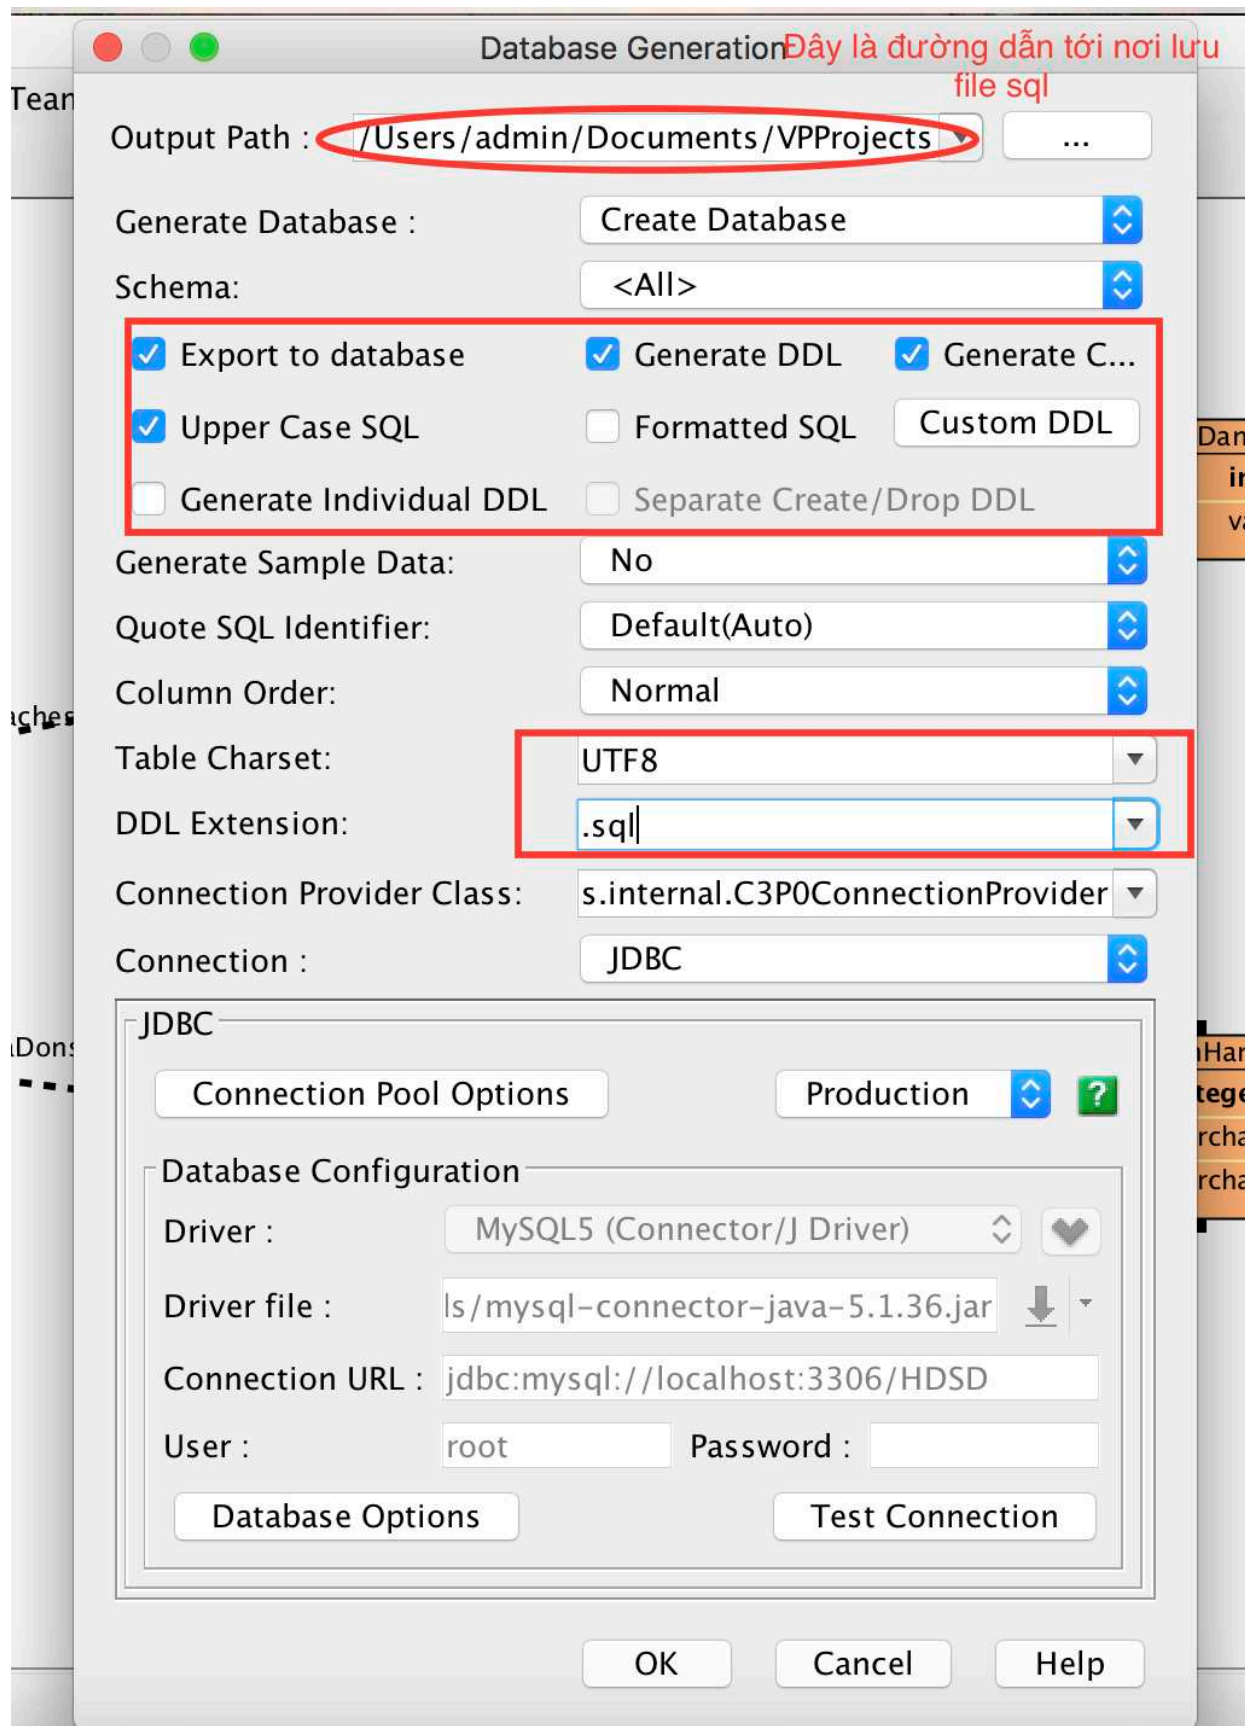 Database Generation
Đây là đường dẫn tới nơi lưu
file sql
Output Path : /Users/admin/Documents/VPProjects ...
Generate Database : Create Database
Schema: <All>
Export to database Generate DDL Generate C...
Upper Case SQL Formatted SQL Custom DDL
Generate Individual DDL Separate Create/Drop DDL
Generate Sample Data: No
Quote SQL Identifier: Default(Auto)
Column Order: Normal
Table Charset: UTF8
DDL Extension: .sql
Connection Provider Class: s.internal.C3P0ConnectionProvider
Connection : JDBC
JDBC
Connection Pool Options Production ?
Database Configuration
Driver : MySQL5 (Connector/J Driver)
Driver file : ls/mysql-connector-java-5.1.36.jar
Connection URL : jdbc:mysql://localhost:3306/HDSD
User : root Password :
Database Options Test Connection
OK Cancel Help